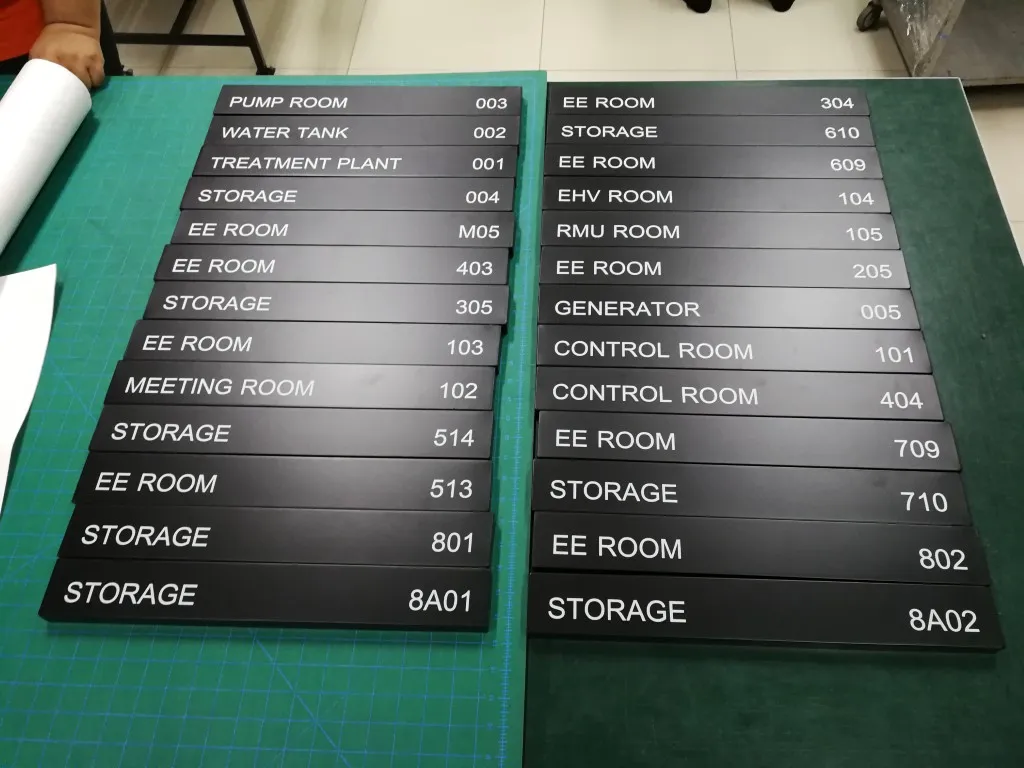 PUMP ROOM 003
WATER TANK 002
TREATMENT PLANT 001
STORAGE 004
EE ROOM M05
EE ROOM 403
STORAGE 305
EE ROOM 103
MEETING ROOM 102
STORAGE 514
EE ROOM 513
STORAGE 801
STORAGE 8A01
EE ROOM 304
STORAGE 610
EE ROOM 609
EHV ROOM 104
RMU ROOM 105
EE ROOM 205
GENERATOR 005
CONTROL ROOM 101
CONTROL ROOM 404
EE ROOM 709
STORAGE 710
EE ROOM 802
STORAGE 8A02